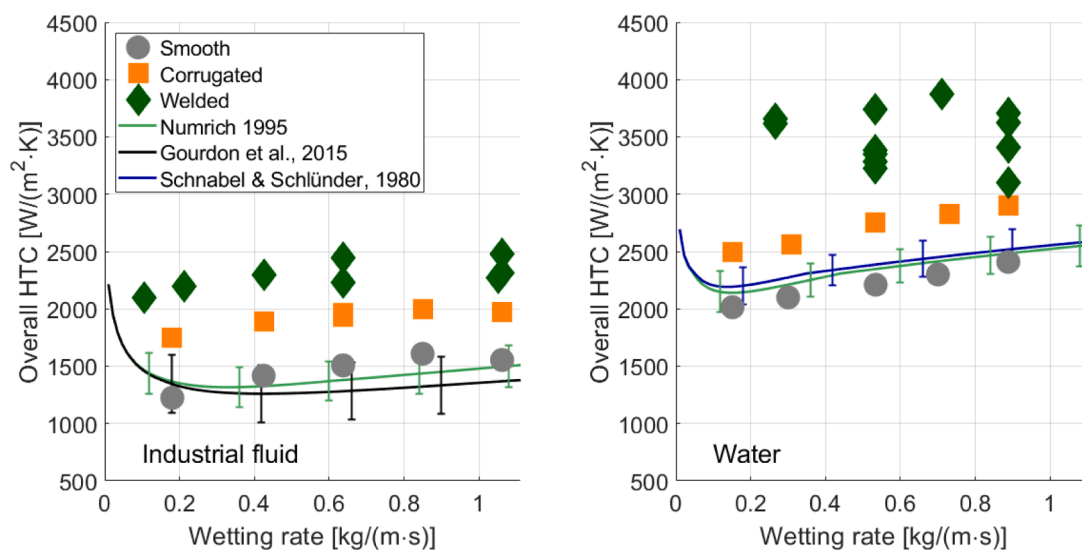 Overall HTC [W/(m²·K)]
4500
4000
3500
3000
2500
2000
1500
1000
500
Smooth
Corrugated
Welded
Numrich 1995
Gourdon et al., 2015
Schnabel & Schlünder, 1980
Industrial fluid
0 0.2 0.4 0.6 0.8 1
Wetting rate [kg/(m·s)]
Overall HTC [W/(m²·K)]
4500
4000
3500
3000
2500
2000
1500
1000
500
Water
0 0.2 0.4 0.6 0.8 1
Wetting rate [kg/(m·s)]